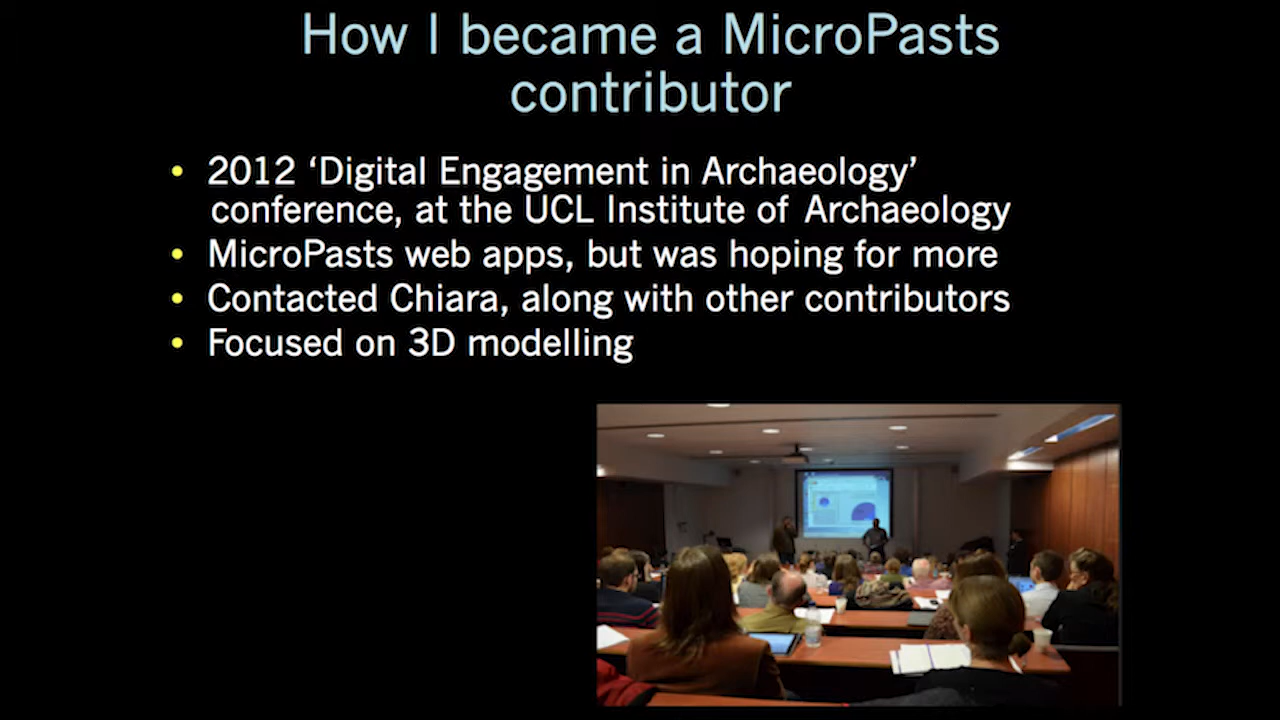 How I became a MicroPasts
contributor
• 2012 ‘Digital Engagement in Archaeology’
conference, at the UCL Institute of Archaeology
• MicroPasts web apps, but was hoping for more
• Contacted Chiara, along with other contributors
• Focused on 3D modelling